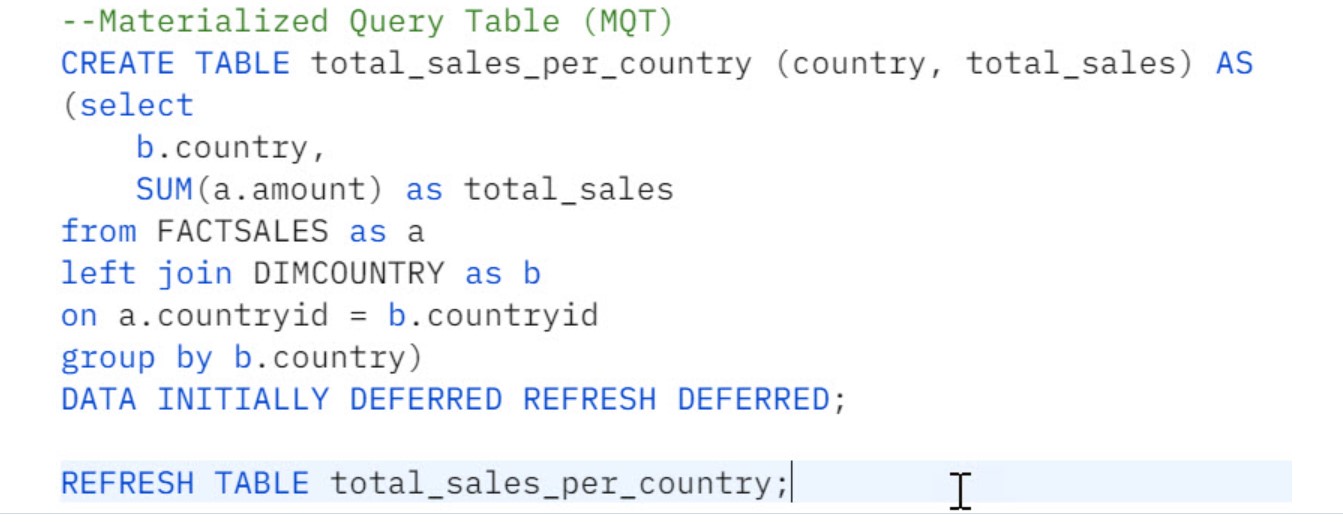 --Materialized Query Table (MQT)
CREATE TABLE total_sales_per_country (country, total_sales) AS
(select
    b.country,
    SUM(a.amount) as total_sales
from FACTSALES as a
left join DIMCOUNTRY as b
on a.countryid = b.countryid
group by b.country)
DATA INITIALLY DEFERRED REFRESH DEFERRED;

REFRESH TABLE total_sales_per_country;